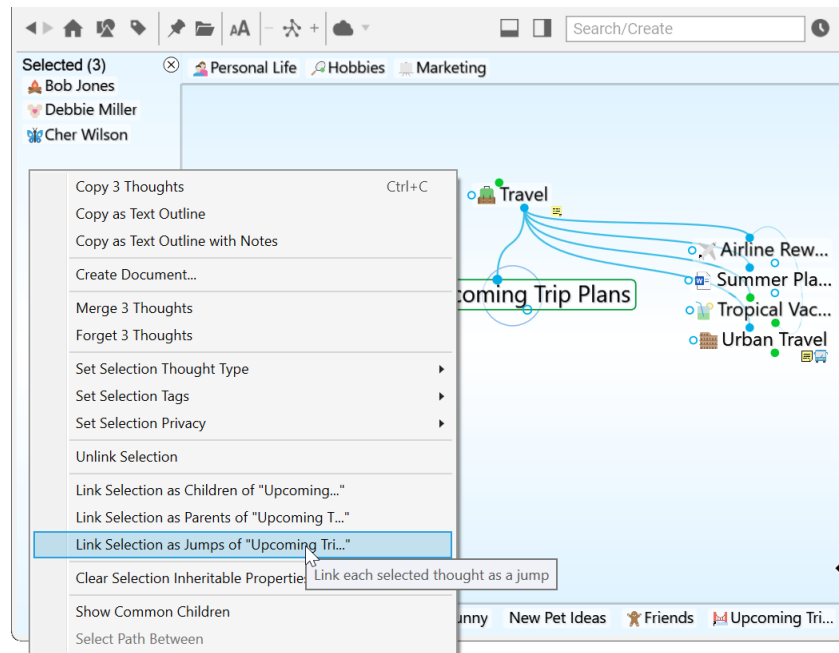 AA
Search/Create
Selected (3)
Bob Jones
Debbie Miller
Cher Wilson
Personal Life
Hobbies
Marketing
Copy 3 Thoughts Ctrl+C
Copy as Text Outline
Copy as Text Outline with Notes
Create Document...
Merge 3 Thoughts
Forget 3 Thoughts
Set Selection Thought Type
Set Selection Tags
Set Selection Privacy
Unlink Selection
Link Selection as Children of "Upcoming..."
Link Selection as Parents of "Upcoming T..."
Link Selection as Jumps of "Upcoming Tri..."
Link each selected thought as a jump
Clear Selection Inheritable
Show Common Children
Select Path Between
Travel
Trip Plans
Airline Rew...
Summer Pla...
Tropical Vac...
Urban Travel
New Pet Ideas
Friends
Upcoming Tri...